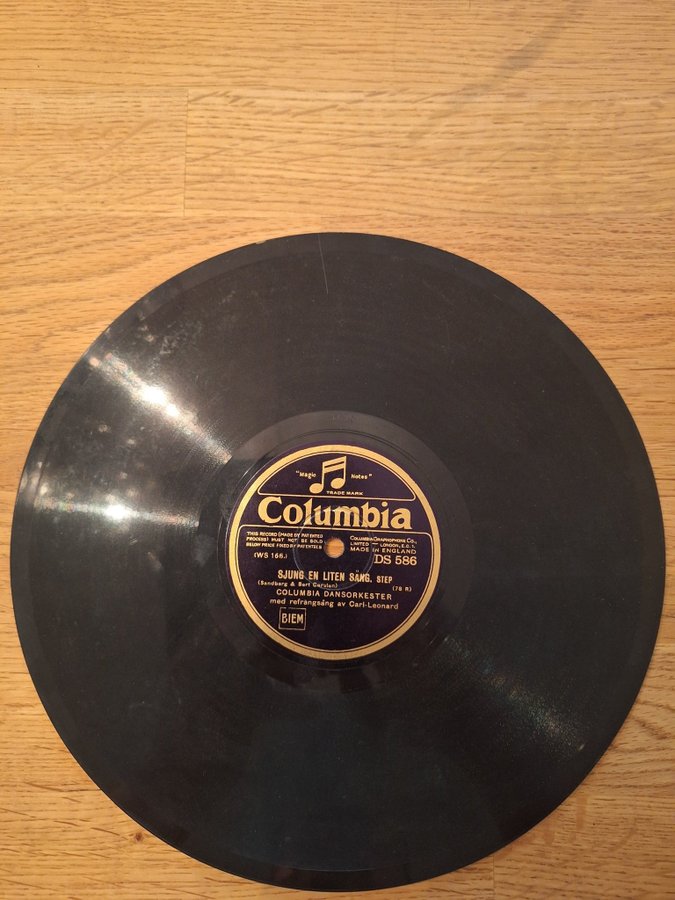 "Magic Notes"
TRADE MARK
Columbia
THIS RECORD (MADE BY PATENTED
PROCESS) MUST NOT BE SOLD
BELOW PRICE FIXED BY PATENTEES
COLUMBIA GRAPHOPHONE CO.,
LIMITED — LONDON, E.C.1.
MADE IN ENGLAND
(WS 166.)
DS 586
SJUNG EN LITEN SÅNG. STEP
(Sandberg & Bert Carsten)
(78 R)
COLUMBIA DANSORKESTER
med refrangsång av Carl-Leonard
BIEM